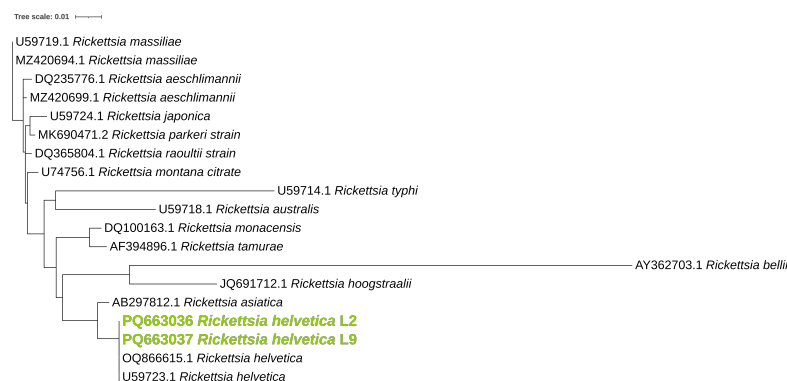 Tree scale: 0.01
U59719.1 Rickettsia massiliae
MZ420694.1 Rickettsia massiliae
DQ235776.1 Rickettsia aeschlimannii
MZ420699.1 Rickettsia aeschlimannii
U59724.1 Rickettsia japonica
MK690471.2 Rickettsia parkeri strain
DQ365804.1 Rickettsia raoultii strain
U74756.1 Rickettsia montana citrate
U59714.1 Rickettsia typhi
U59718.1 Rickettsia australis
DQ100163.1 Rickettsia monacensis
AF394896.1 Rickettsia tamurae
AY362703.1 Rickettsia bellii
JQ691712.1 Rickettsia hoogstraalii
AB297812.1 Rickettsia asiatica
PQ663036 Rickettsia helvetica L2
PQ663037 Rickettsia helvetica L9
OQ866615.1 Rickettsia helvetica
U59723.1 Rickettsia helvetica